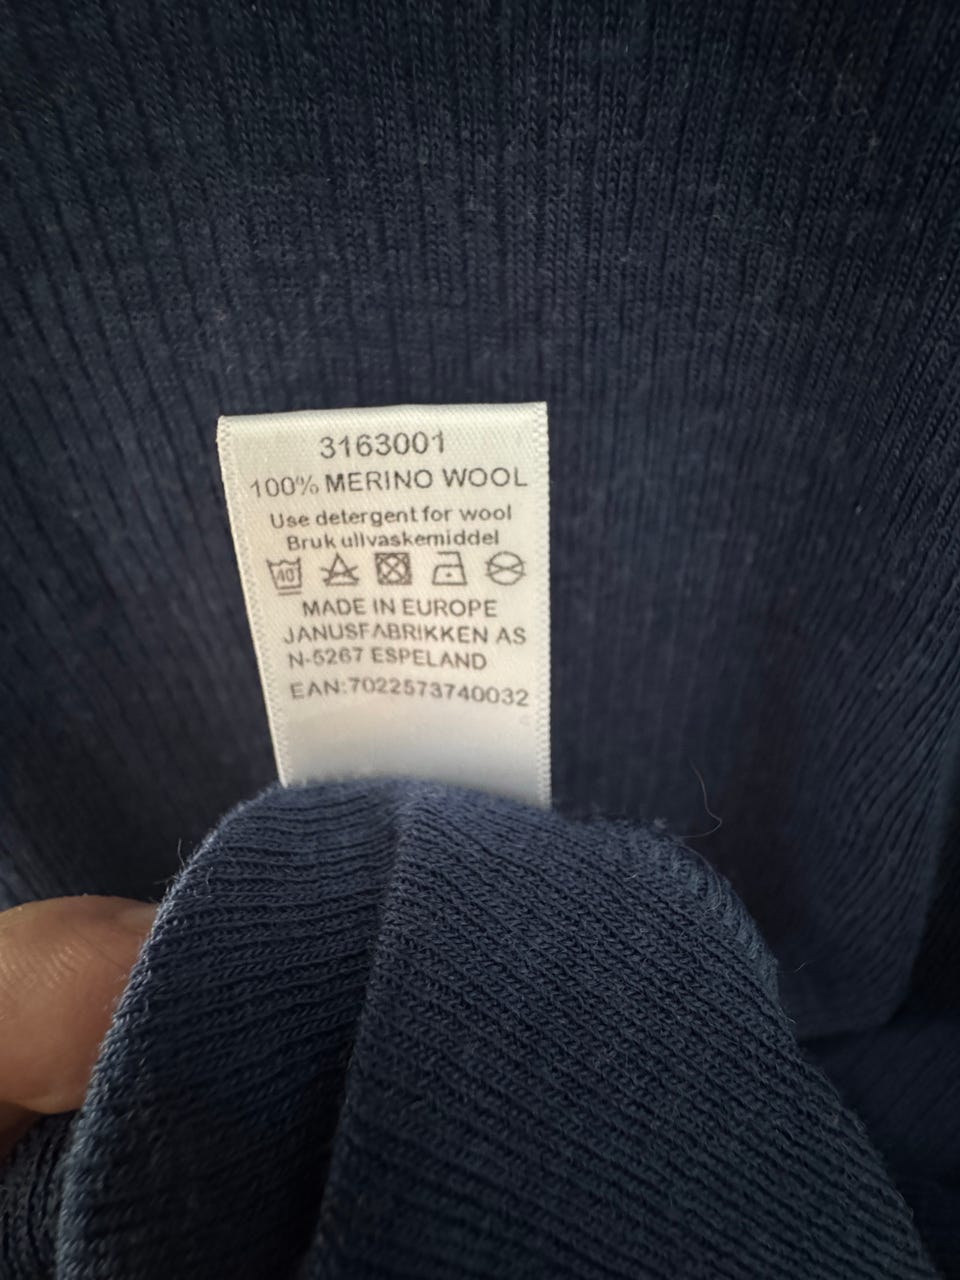 3163001
100% MERINO WOOL
Use detergent for wool
Bruk ullvaskemiddel
40
MADE IN EUROPE
JANUSFABRIKKEN AS
N-5267 ESPELAND
EAN:7022573740032